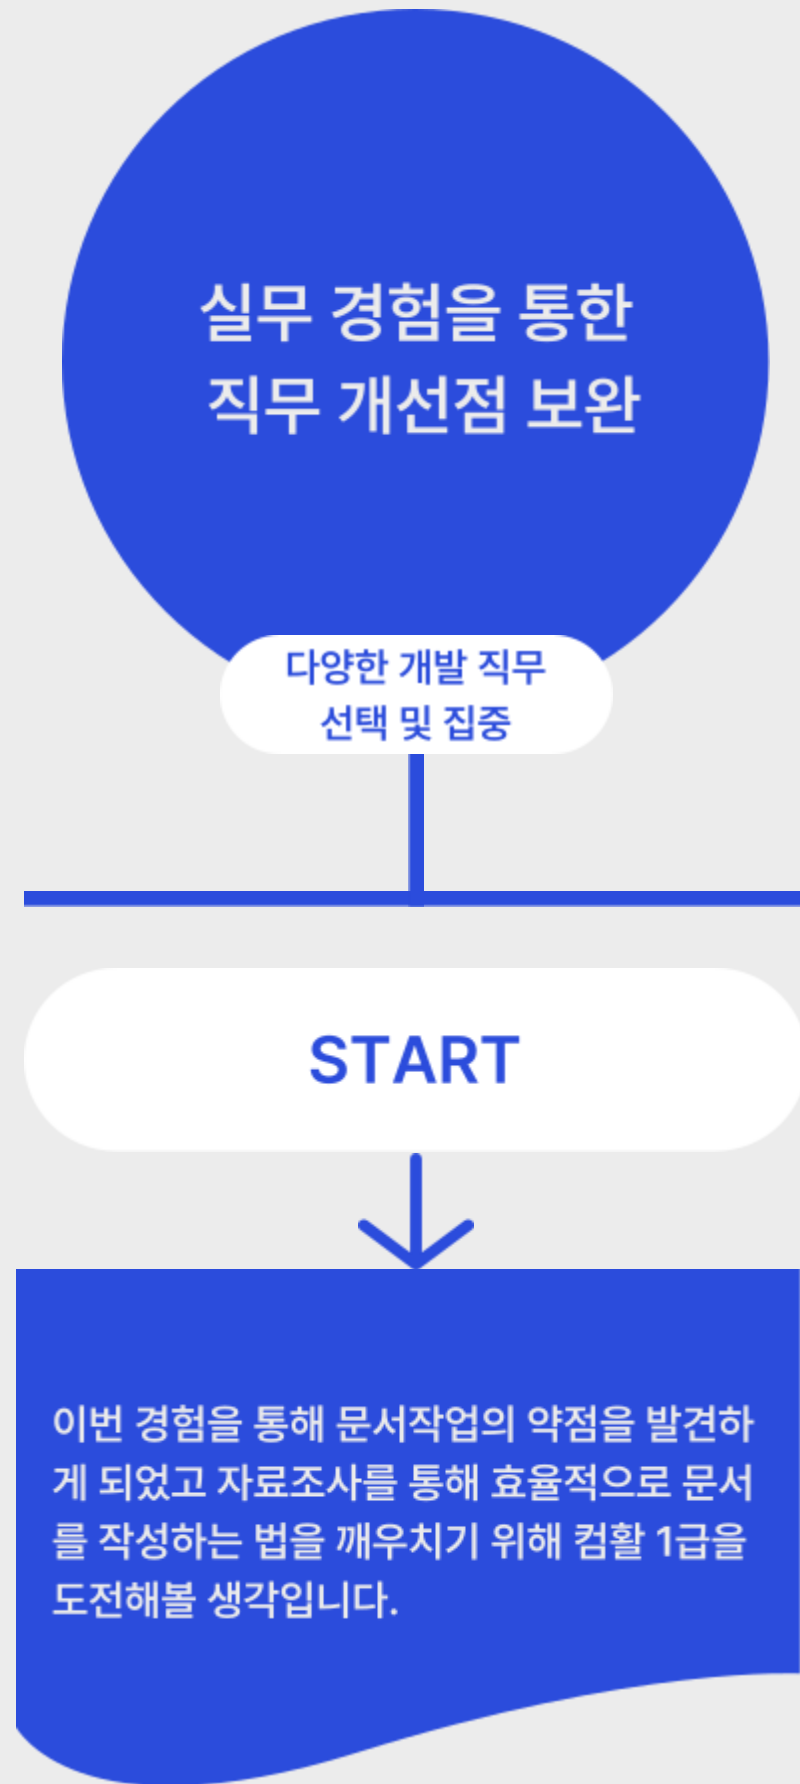 실무 경험을 통한
직무 개선점 보완
다양한 개발 직무
선택 및 집중
START
이번 경험을 통해 문서작업의 약점을 발견하
게 되었고 자료조사를 통해 효율적으로 문서
를 작성하는 법을 깨우치기 위해 컴활 1급을
도전해볼 생각입니다.